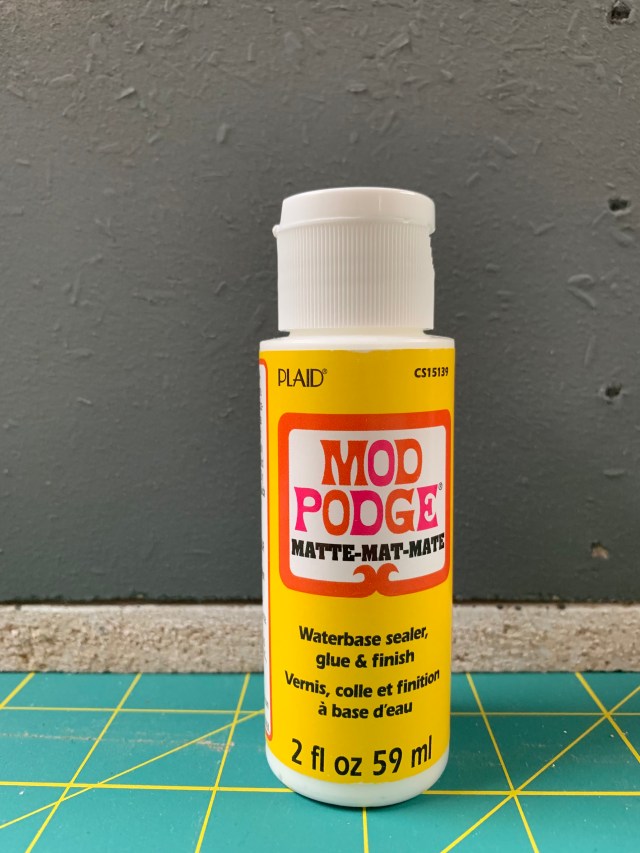 PLAID®
CS15139
MOD
PODGE®
MATTE-MAT-MATE
Waterbase sealer,
glue & finish
Vernis, colle et finition
à base d'eau
2 fl oz 59 ml